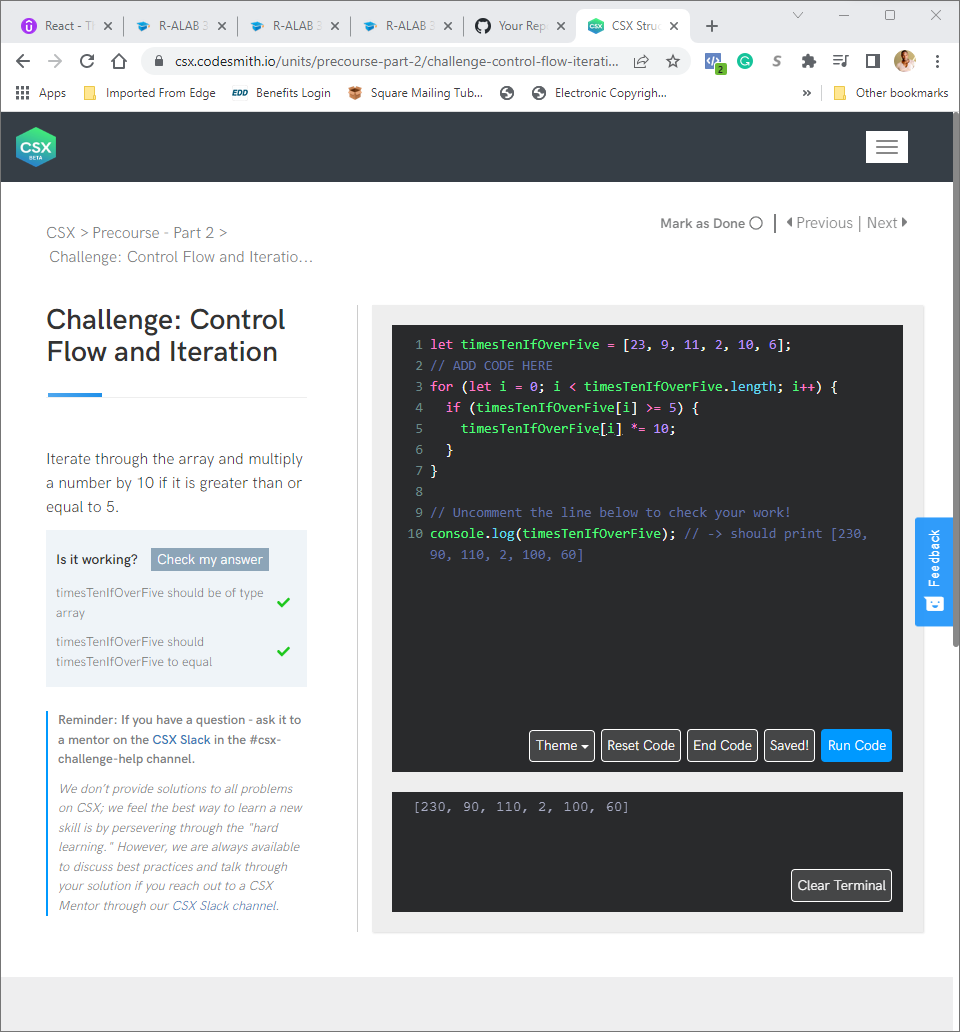 React - T
R-ALAB 3
R-ALAB 3
R-ALAB 3
Your Rep
CSX Struc
csx.codesmith.io/units/precourse-part-2/challenge-control-flow-iterati...
2
Apps
Imported From Edge
EDD Benefits Login
Square Mailing Tub...
Electronic Copyrigh...
»
Other bookmarks
CSX
BETA
Mark as Done
Previous | Next
CSX > Precourse - Part 2 >
Challenge: Control Flow and Iteratio...
Challenge: Control
Flow and Iteration
Iterate through the array and multiply
a number by 10 if it is greater than or
equal to 5.
Is it working? Check my answer
timesTenIfOverFive should be of type
array
timesTenIfOverFive should
timesTenIfOverFive to equal
Reminder: If you have a question - ask it to
a mentor on the CSX Slack in the #csx-
challenge-help channel.
We don't provide solutions to all problems
on CSX; we feel the best way to learn a new
skill is by persevering through the "hard
learning." However, we are always available
to discuss best practices and talk through
your solution if you reach out to a CSX
Mentor through our CSX Slack channel.
1 let timesTenIfOverFive = [23, 9, 11, 2, 10, 6];
2 // ADD CODE HERE
3 for (let i = 0; i < timesTenIfOverFive.length; i++) {
4 if (timesTenIfOverFive[i] >= 5) {
5 timesTenIfOverFive[i] *= 10;
6 }
7 }
8
9 // Uncomment the line below to check your work!
10 console.log(timesTenIfOverFive); // -> should print [230,
90, 110, 2, 100, 60]
Theme
Reset Code
End Code
Saved!
Run Code
[230, 90, 110, 2, 100, 60]
Clear Terminal
Feedback